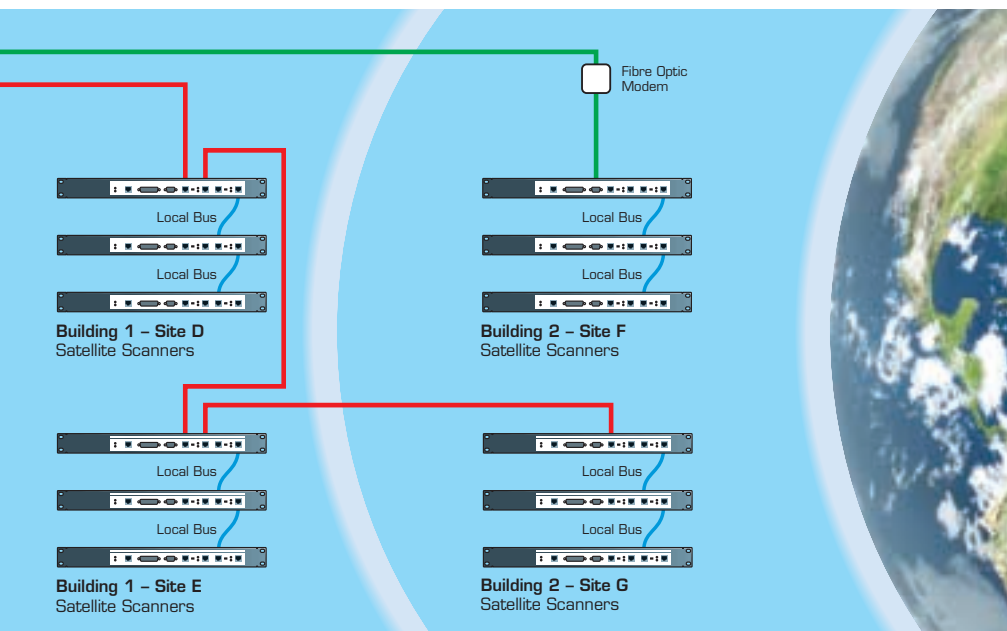 Fibre Optic
Modem
Local Bus
Local Bus
Building 1 – Site D
Satellite Scanners
Local Bus
Local Bus
Building 2 – Site F
Satellite Scanners
Local Bus
Local Bus
Building 1 – Site E
Satellite Scanners
Local Bus
Local Bus
Building 2 – Site G
Satellite Scanners